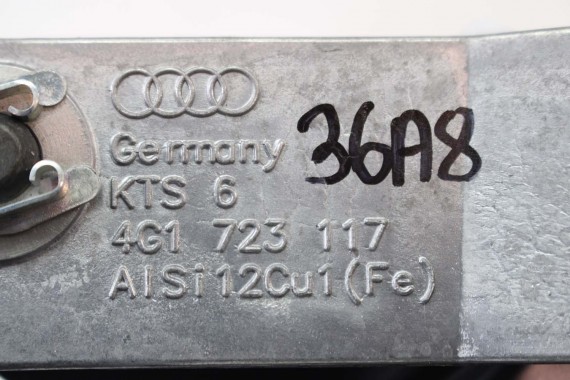 Germany
36A8
KTS 6
4G1 723 117
AlSi12Cu1(Fe)